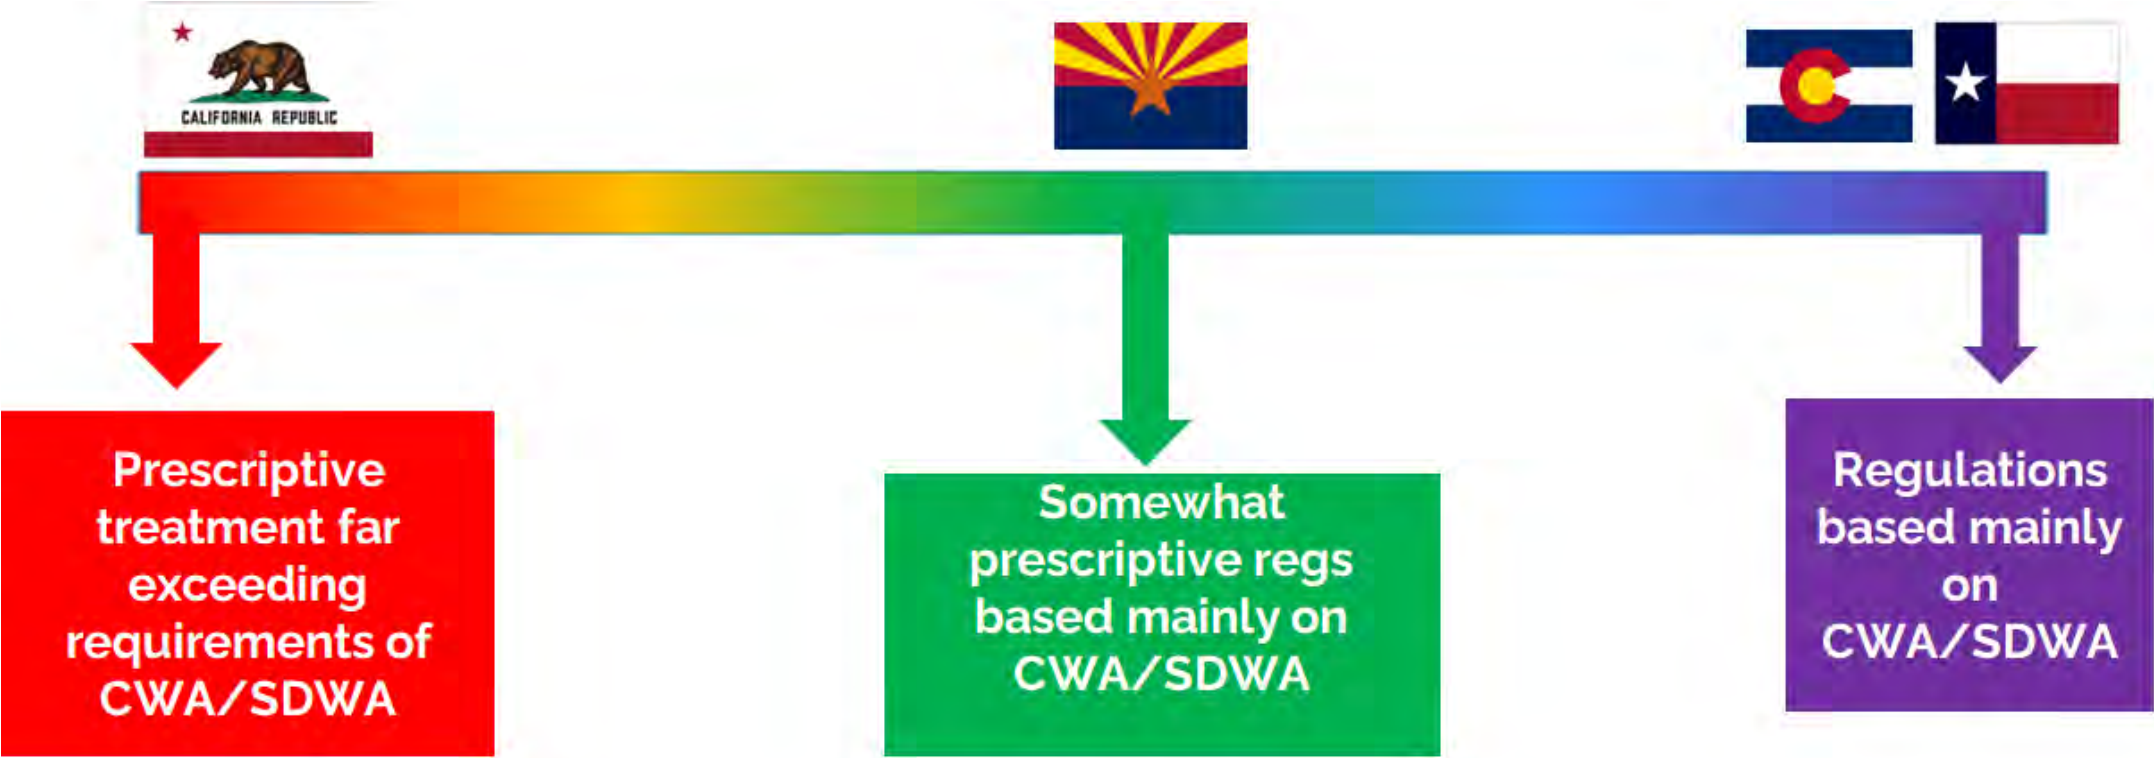 CALIFORNIA REPUBLIC
Prescriptive
treatment far
exceeding
requirements of
CWA/SDWA
Somewhat
prescriptive regs
based mainly on
CWA/SDWA
Regulations
based mainly
on
CWA/SDWA